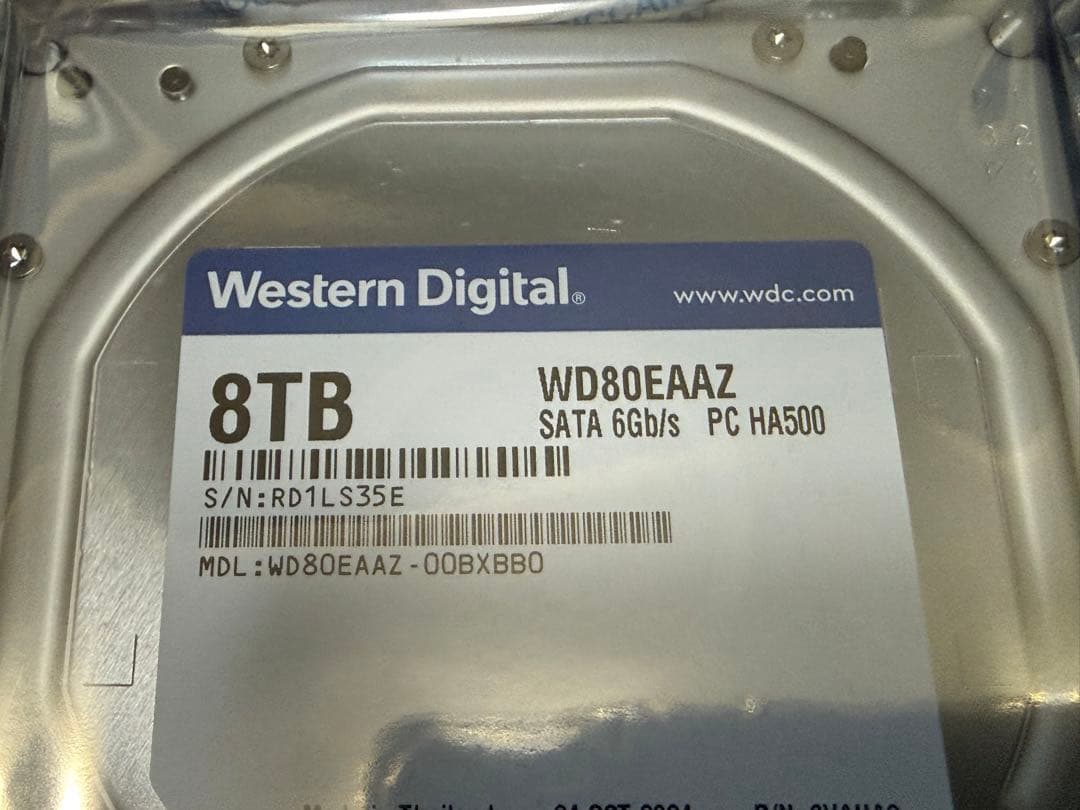 Western Digital®
www.wdc.com
8TB
WD80EAAZ
SATA 6Gb/s PC HA500
S/N:RD1LS35E
MDL:WD80EAAZ-00BXBB0